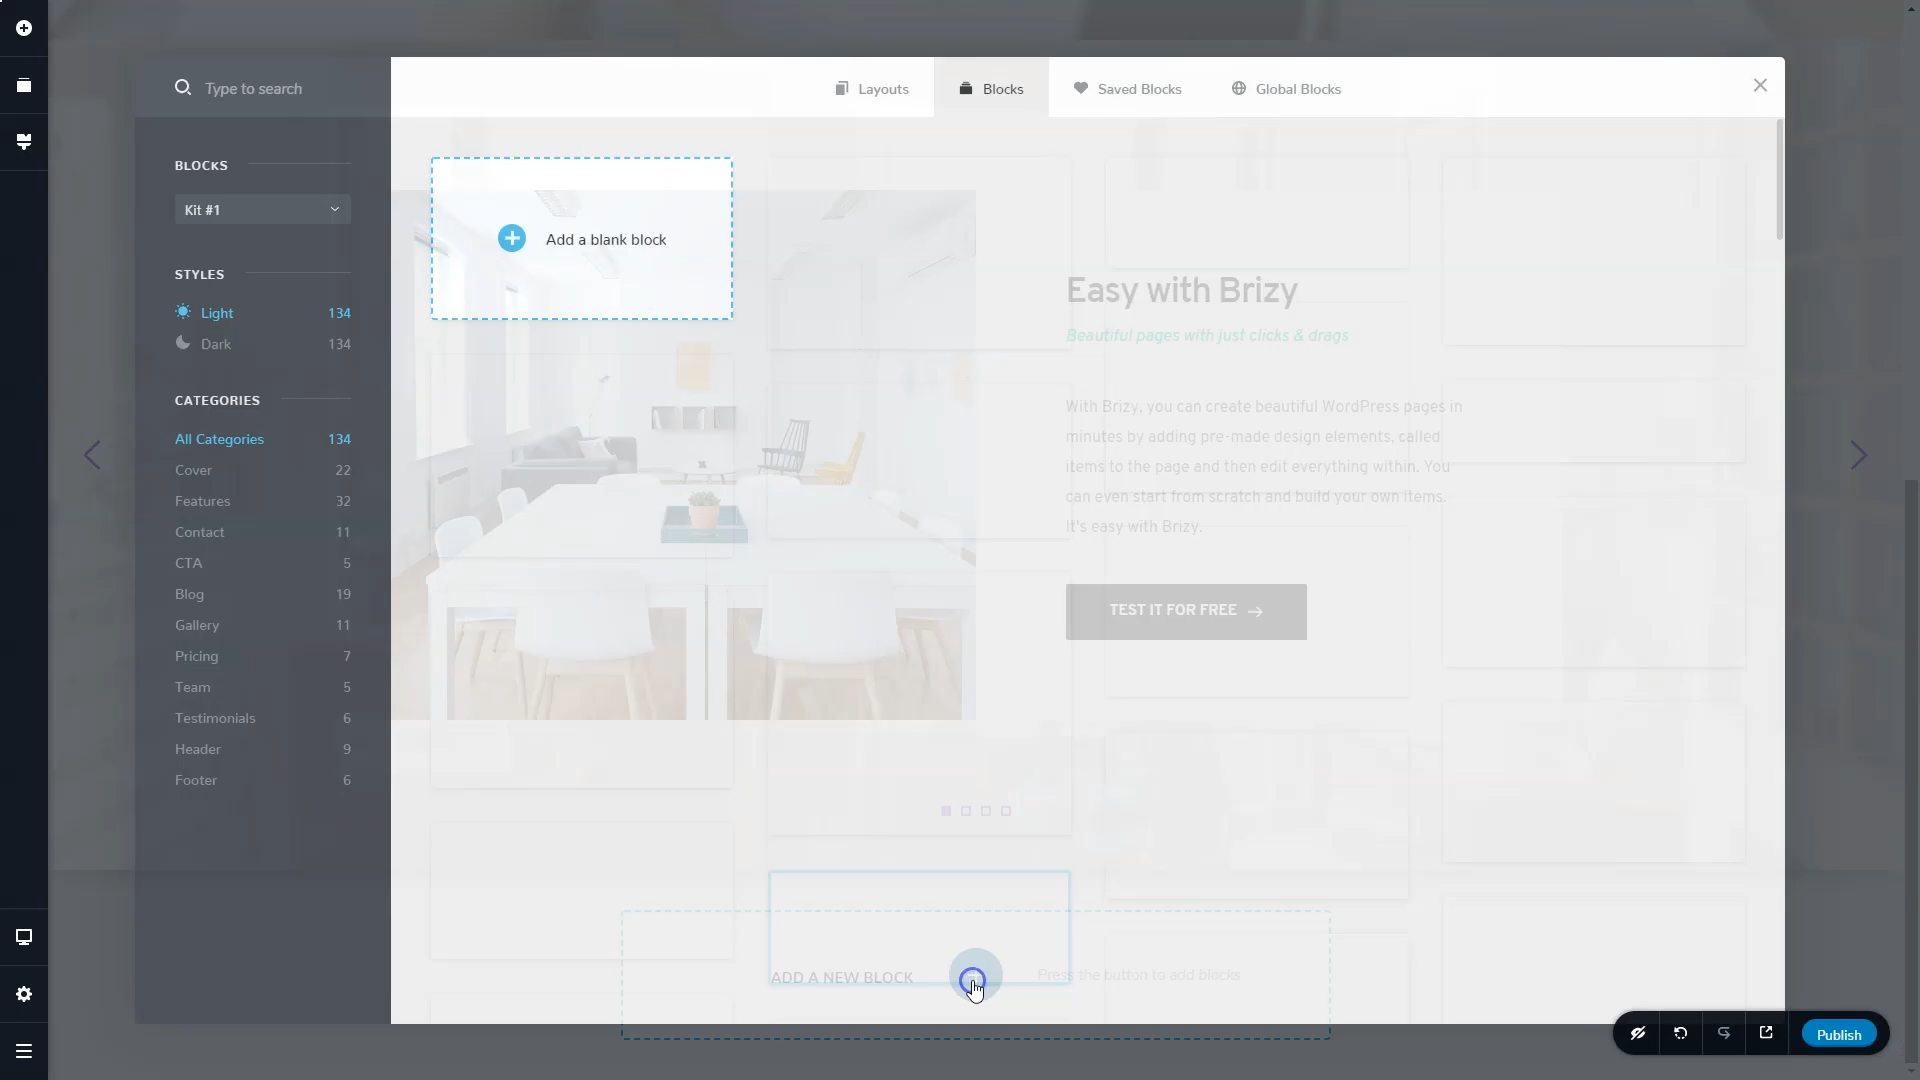 Type to search
Layouts
Blocks
Saved Blocks
Global Blocks
BLOCKS
Kit #1
STYLES
Light 134
Dark 134
CATEGORIES
All Categories 134
Cover 22
Features 32
Contact 11
CTA 5
Blog 19
Gallery 11
Pricing 7
Team 5
Testimonials 6
Header 9
Footer 6
Add a blank block
Easy with Brizy
Beautiful pages with just clicks & drags
With Brizy, you can create beautiful WordPress pages in
minutes by adding pre-made design elements, called
items to the page and then edit everything within. You
can even start from scratch and build your own items.
It's easy with Brizy.
TEST IT FOR FREE
ADD A NEW BLOCK
Press the button to add blocks
Publish